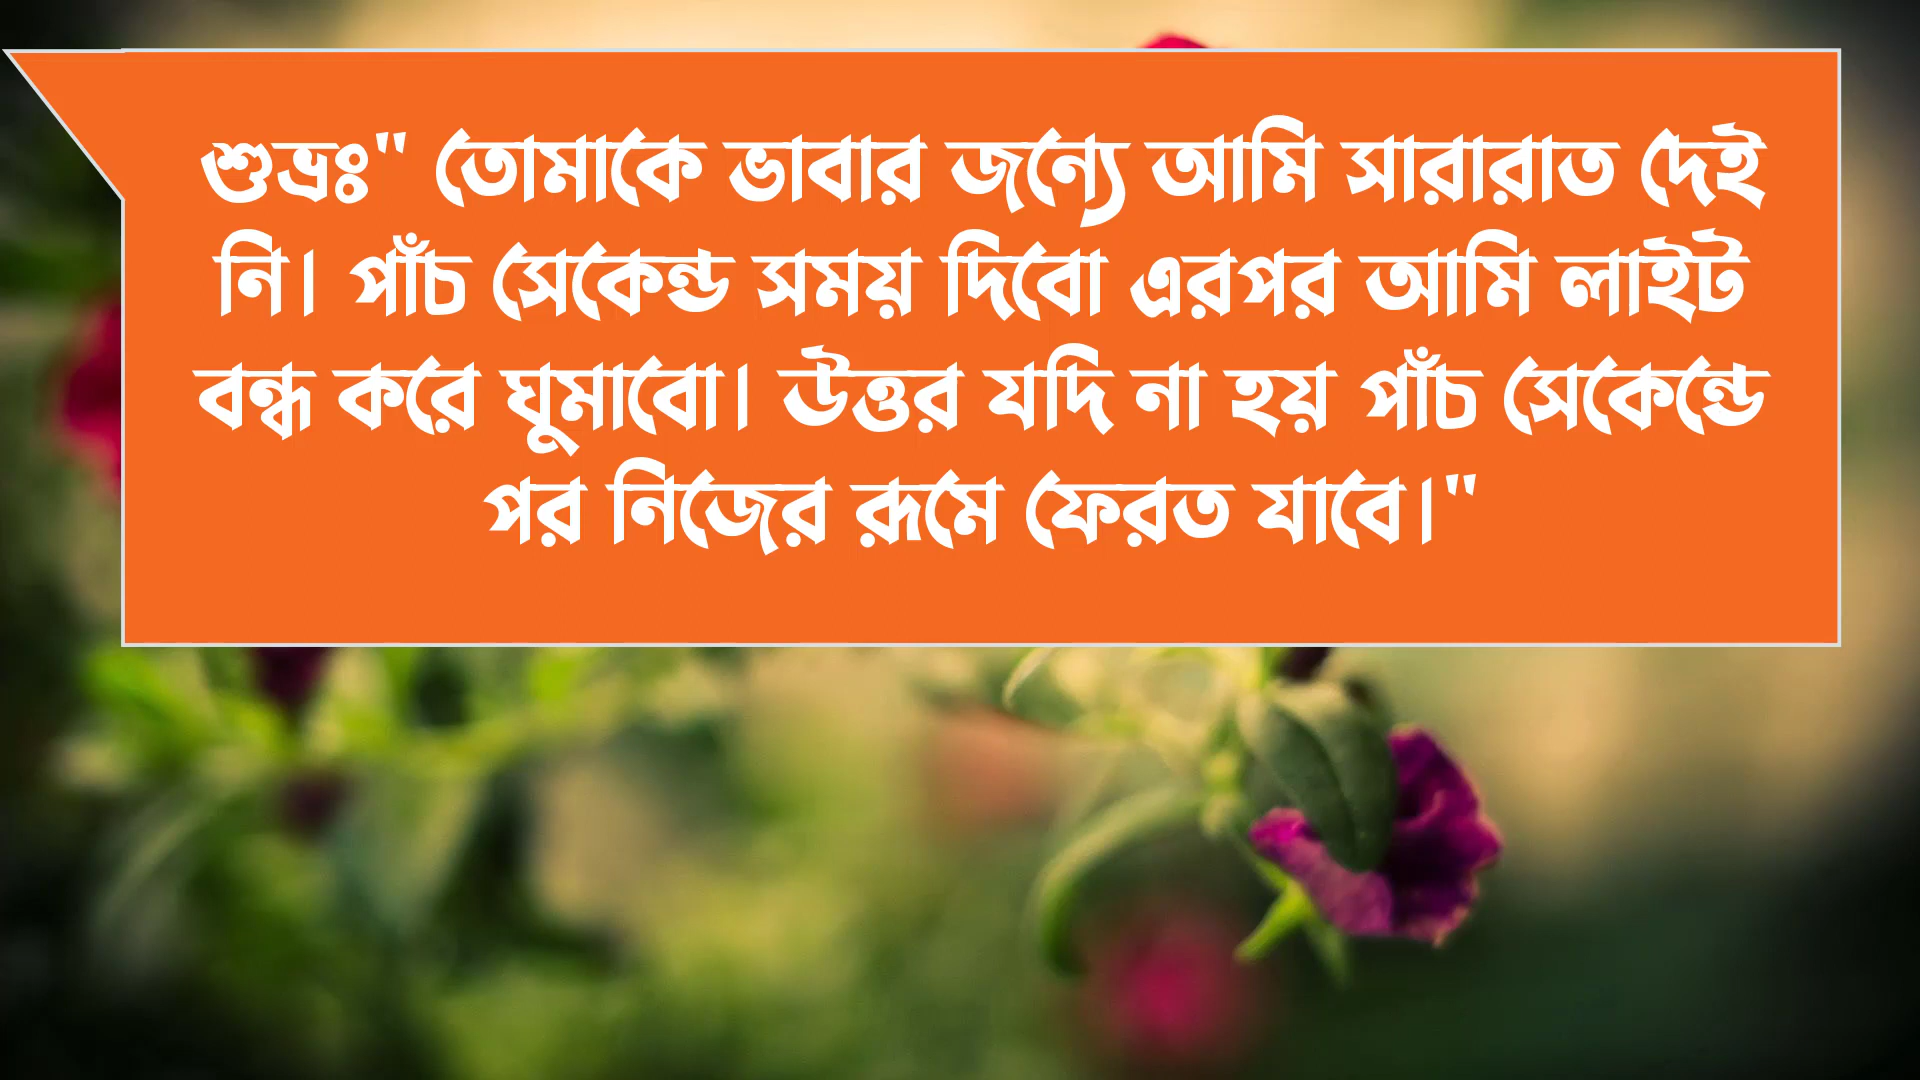 শুভ্রঃ" তোমাকে ভাবার জন্যে আমি সারারাত দেই
নি। পাঁচ সেকেন্ড সময় দিবো এরপর আমি লাইট
বন্ধ করে ঘুমাবো। উত্তর যদি না হয় পাঁচ সেকেন্ডে
পর নিজের রূমে ফেরত যাবে।"